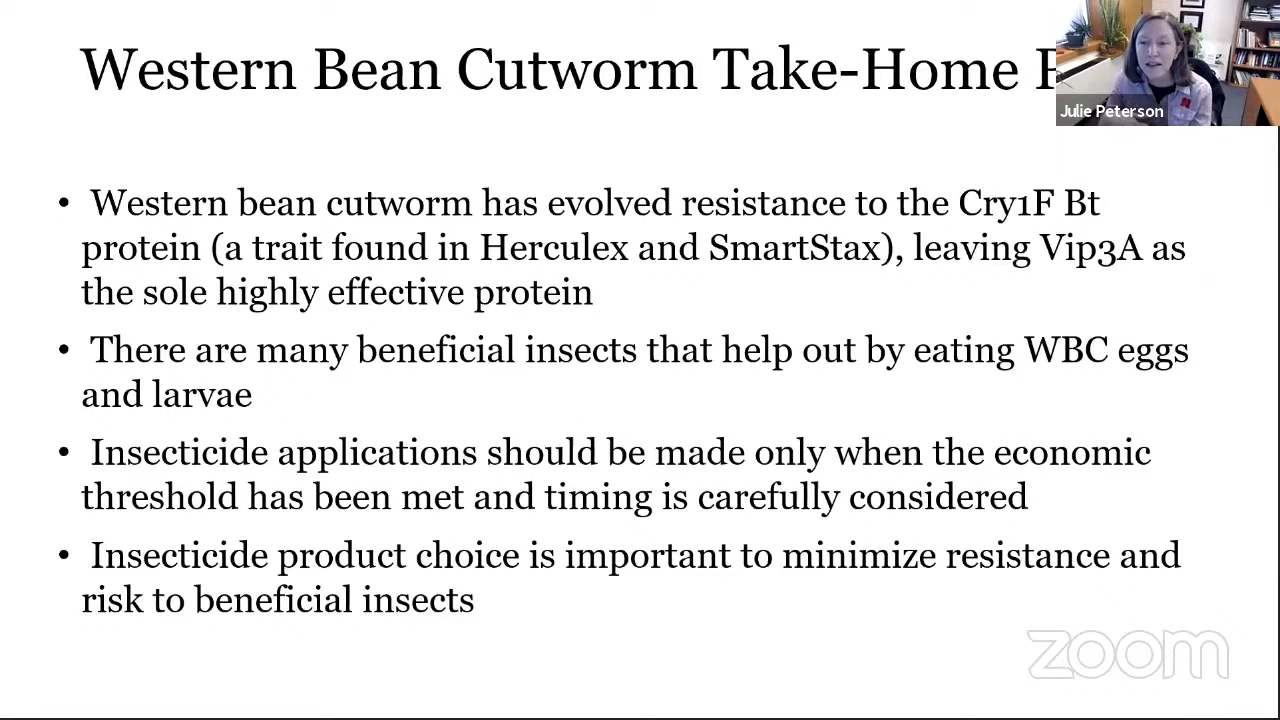 Western Bean Cutworm Take-Home
Julie Peterson
• Western bean cutworm has evolved resistance to the Cry1F Bt
protein (a trait found in Herculex and SmartStax), leaving Vip3A as
the sole highly effective protein
• There are many beneficial insects that help out by eating WBC eggs
and larvae
• Insecticide applications should be made only when the economic
threshold has been met and timing is carefully considered
• Insecticide product choice is important to minimize resistance and
risk to beneficial insects
zoom